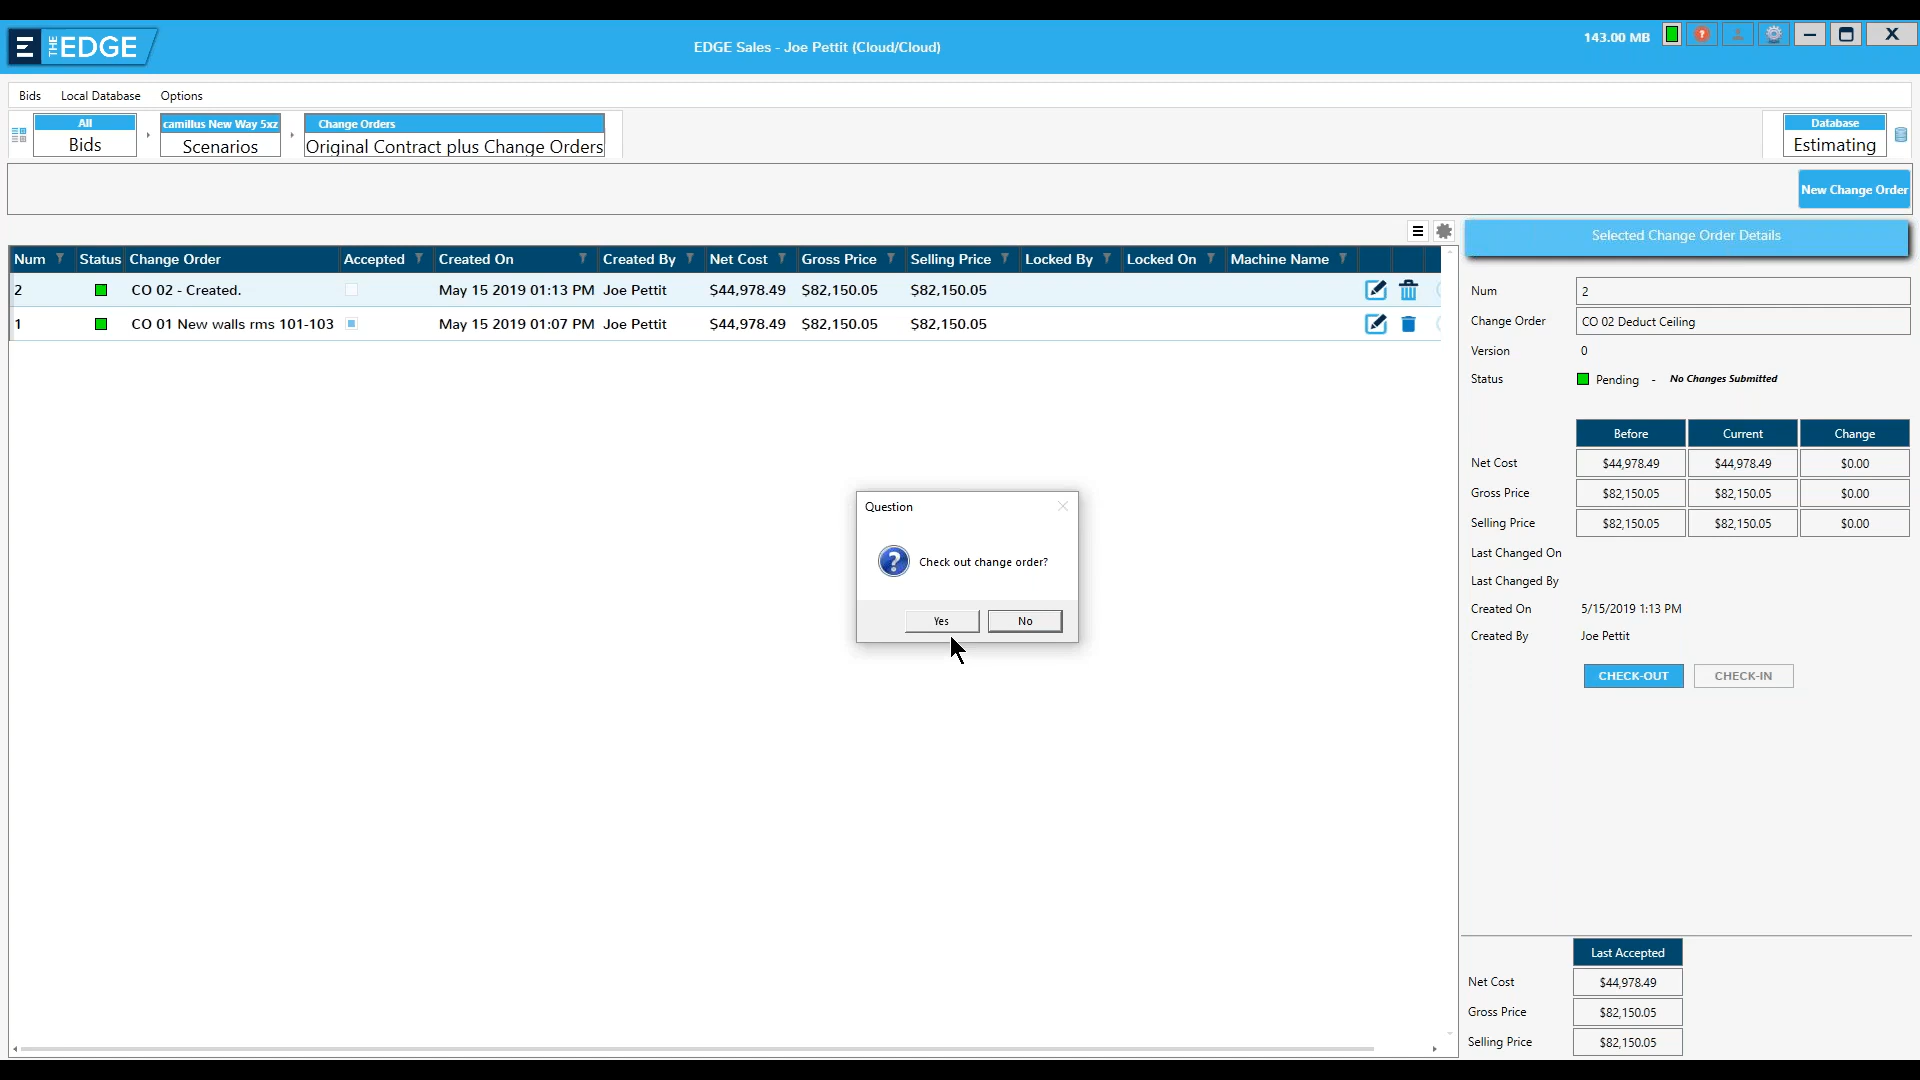 THE EDGE
EDGE Sales - Joe Pettit (Cloud/Cloud)
143.00 MB
Bids Local Database Options
All
Bids
camillus New Way 5xz
Scenarios
Change Orders
Original Contract plus Change Orders
Database
Estimating
New Change Order
Num Status Change Order Accepted Created On Created By Net Cost Gross Price Selling Price Locked By Locked On Machine Name
2 CO 02 - Created. May 15 2019 01:13 PM Joe Pettit $44,978.49 $82,150.05 $82,150.05
1 CO 01 New walls rms 101-103 May 15 2019 01:07 PM Joe Pettit $44,978.49 $82,150.05 $82,150.05
Question
Check out change order?
Yes No
Selected Change Order Details
Num 2
Change Order CO 02 Deduct Ceiling
Version 0
Status Pending - No Changes Submitted
Before Current Change
Net Cost $44,978.49 $44,978.49 $0.00
Gross Price $82,150.05 $82,150.05 $0.00
Selling Price $82,150.05 $82,150.05 $0.00
Last Changed On
Last Changed By
Created On 5/15/2019 1:13 PM
Created By Joe Pettit
CHECK-OUT CHECK-IN
Last Accepted
Net Cost $44,978.49
Gross Price $82,150.05
Selling Price $82,150.05